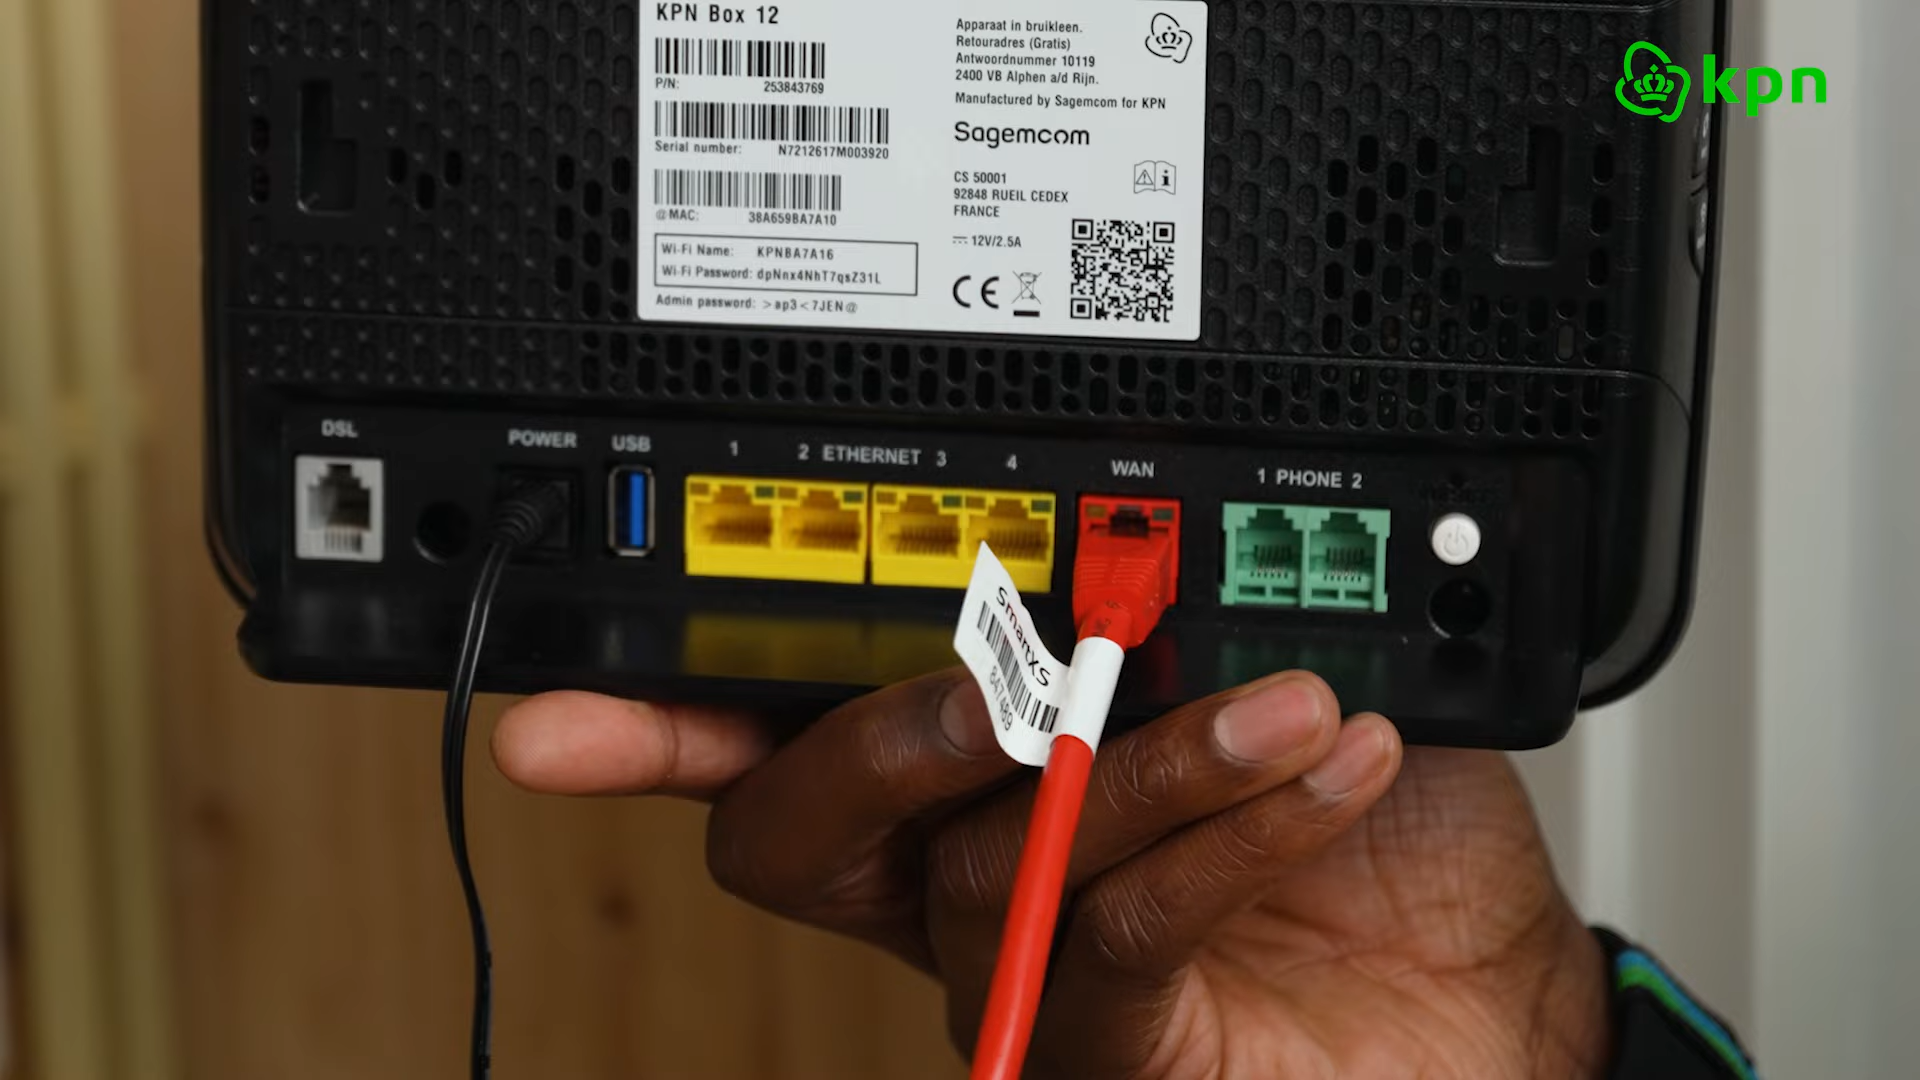 KPN Box 12
P/N: 253843769
Serial number: N7212617M003920
@MAC: 38A659BA7A10
Wi-Fi Name: KPNBA7A16
Wi-Fi Password: dpNnx4NhT7qsZ31L
Admin password: >ap3<7JEN@
Apparaat in bruikleen.
Retouradres (Gratis)
Antwoordnummer 10119
2400 VB Alphen a/d Rijn.
Manufactured by Sagemcom for KPN
Sagemcom
CS 50001
92848 RUEIL CEDEX
FRANCE
12V/2.5A
CE
kpn
DSL
POWER
USB
1 2 ETHERNET 3 4
WAN
1 PHONE 2
SmartXS
847489